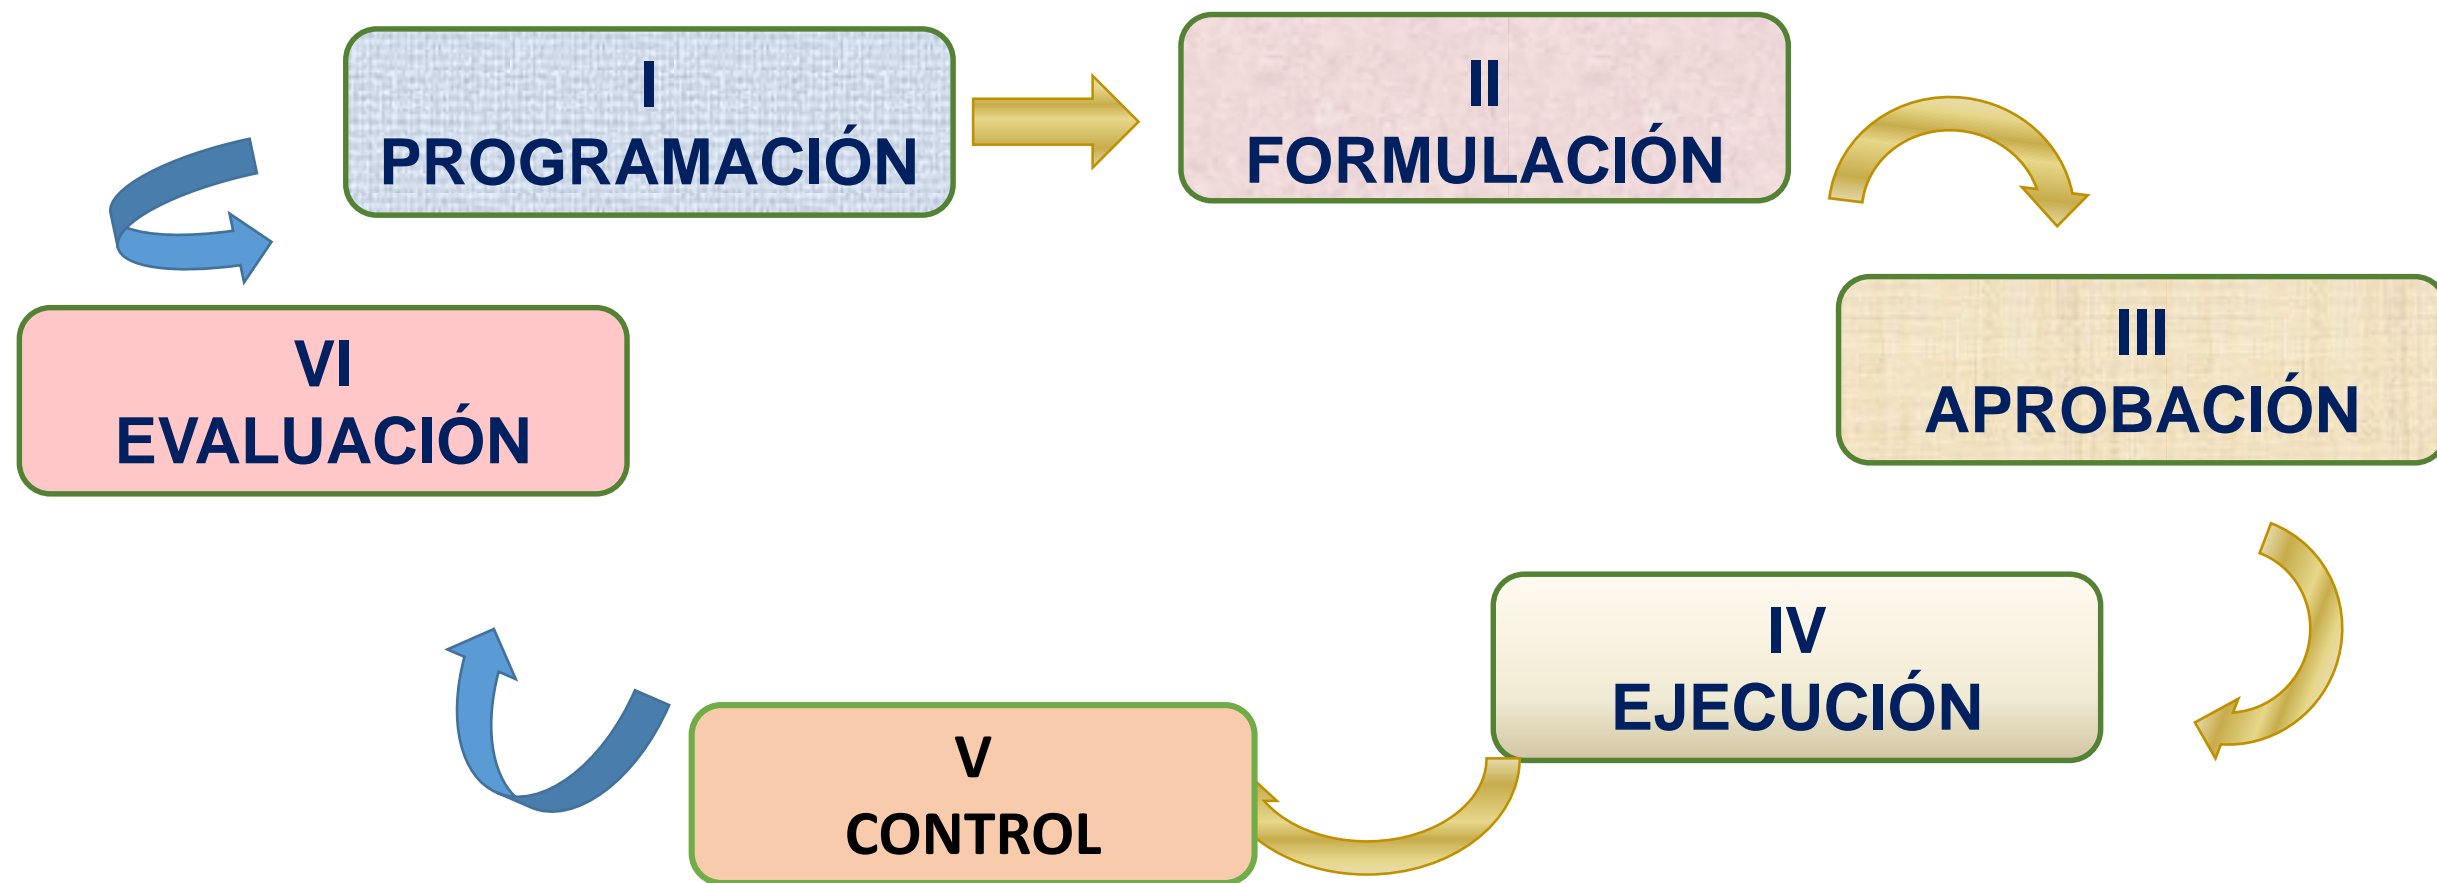 I
PROGRAMACIÓN
II
FORMULACIÓN
III
APROBACIÓN
IV
EJECUCIÓN
V
CONTROL
VI
EVALUACIÓN